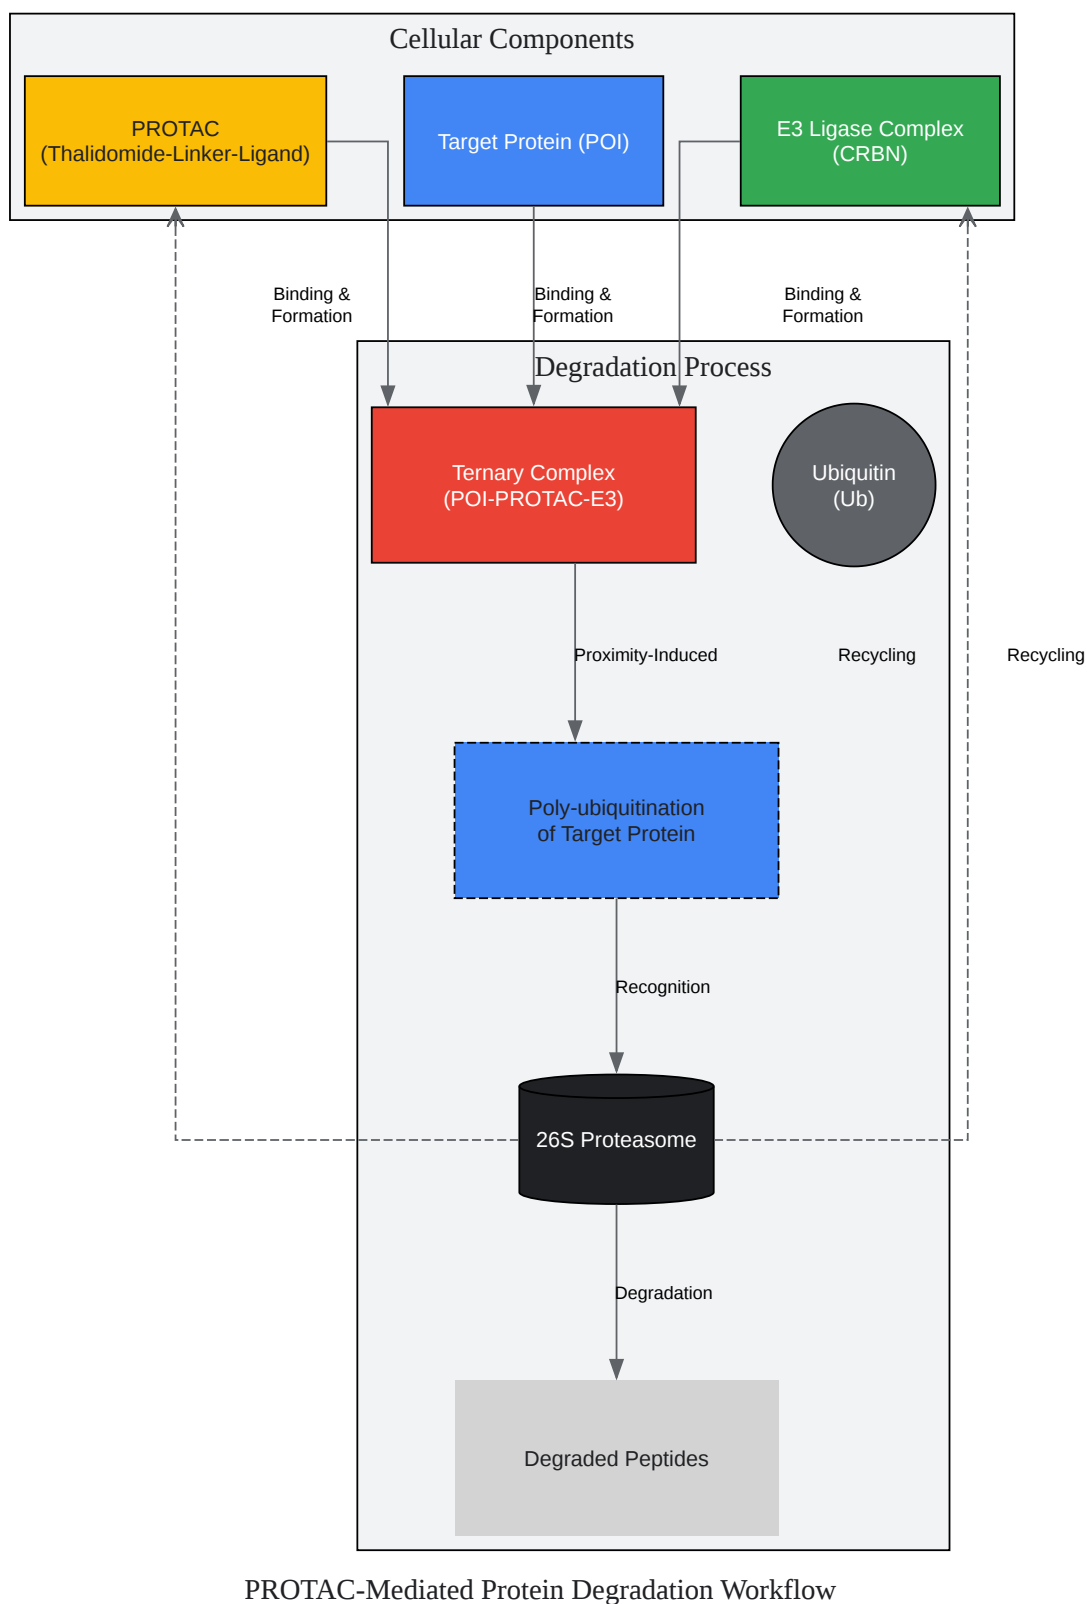 Cellular Components
PROTAC
(Thalidomide-Linker-Ligand)
Target Protein (POI)
E3 Ligase Complex
(CRBN)
Binding &
Formation
Binding &
Formation
Binding &
Formation
Degradation Process
Ternary Complex
(POI-PROTAC-E3)
Ubiquitin
(Ub)
Proximity-Induced
Recycling
Recycling
Poly-ubiquitination
of Target Protein
Recognition
26S Proteasome
Degradation
Degraded Peptides
PROTAC-Mediated Protein Degradation Workflow